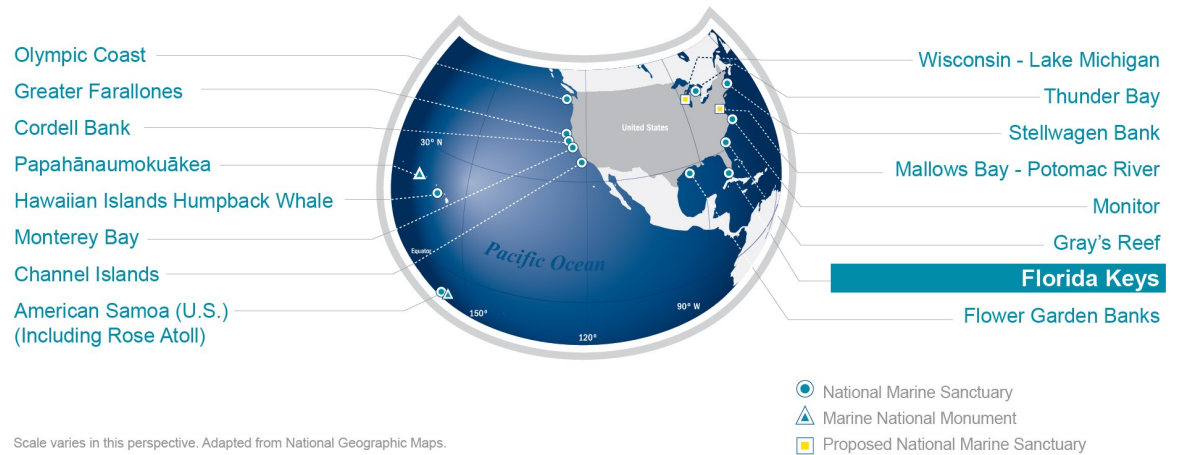 Olympic Coast
Greater Farallones
Cordell Bank
Papahānaumokuākea
Hawaiian Islands Humpback Whale
Monterey Bay
Channel Islands
American Samoa (U.S.)
(Including Rose Atoll)
30° N
United States
Equator
Pacific Ocean
150°
120°
90° W
Wisconsin - Lake Michigan
Thunder Bay
Stellwagen Bank
Mallows Bay - Potomac River
Monitor
Gray's Reef
Florida Keys
Flower Garden Banks
National Marine Sanctuary
Marine National Monument
Proposed National Marine Sanctuary
Scale varies in this perspective. Adapted from National Geographic Maps.